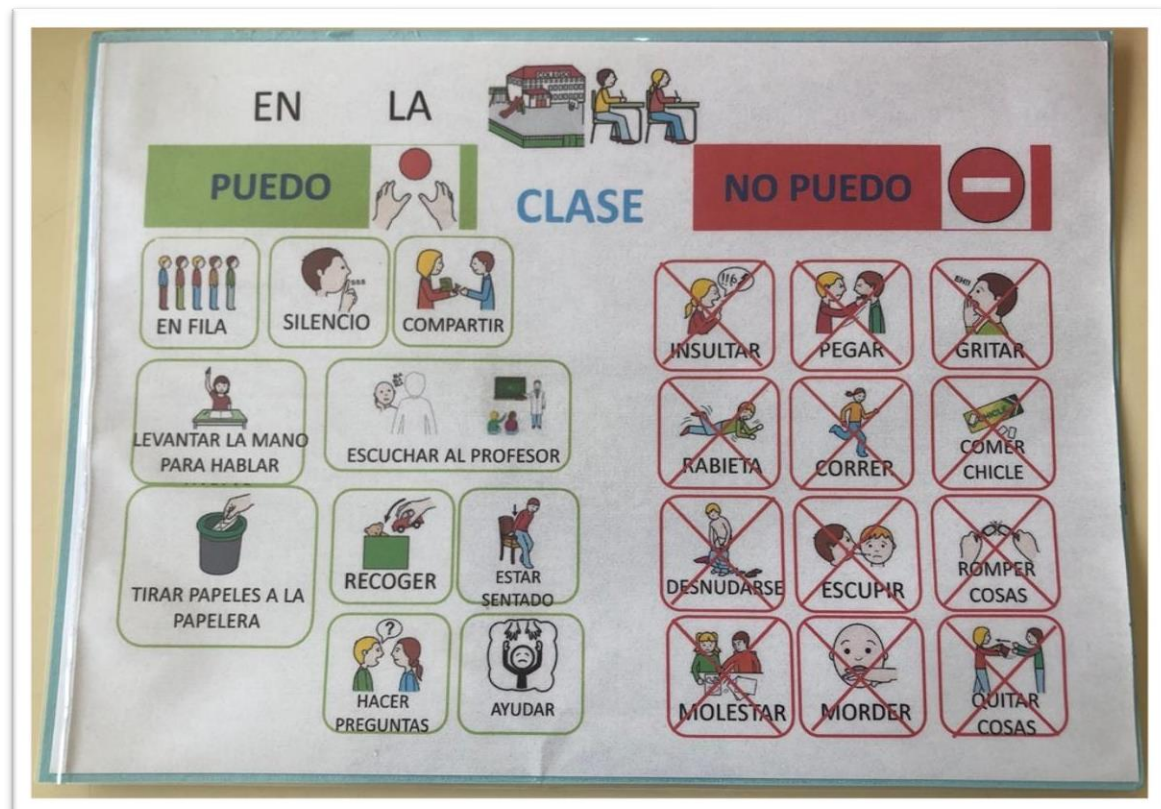 EN LA
COLEGIO
PUEDO
CLASE
NO PUEDO
EN FILA
SILENCIO
COMPARTIR
LEVANTAR LA MANO
PARA HABLAR
ESCUCHAR AL PROFESOR
TIRAR PAPELES A LA
PAPELERA
RECOGER
ESTAR
SENTADO
?
HACER
PREGUNTAS
AYUDAR
INSULTAR
PEGAR
GRITAR
RABIETA
CORRER
CHICLE
COMER
CHICLE
DESNUDARSE
ESCUPIR
ROMPER
COSAS
MOLESTAR
MORDER
QUITAR
COSAS